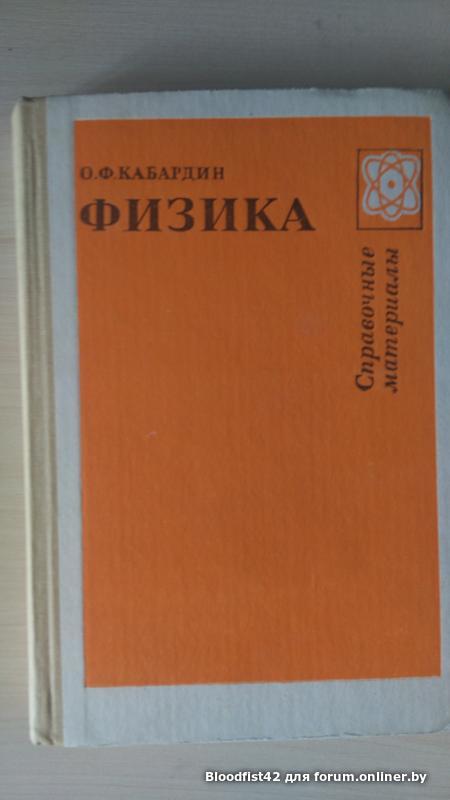 О.Ф.КАБАРДИН
ФИЗИКА
Справочные
материалы
Bloodfist42 для forum.onliner.by